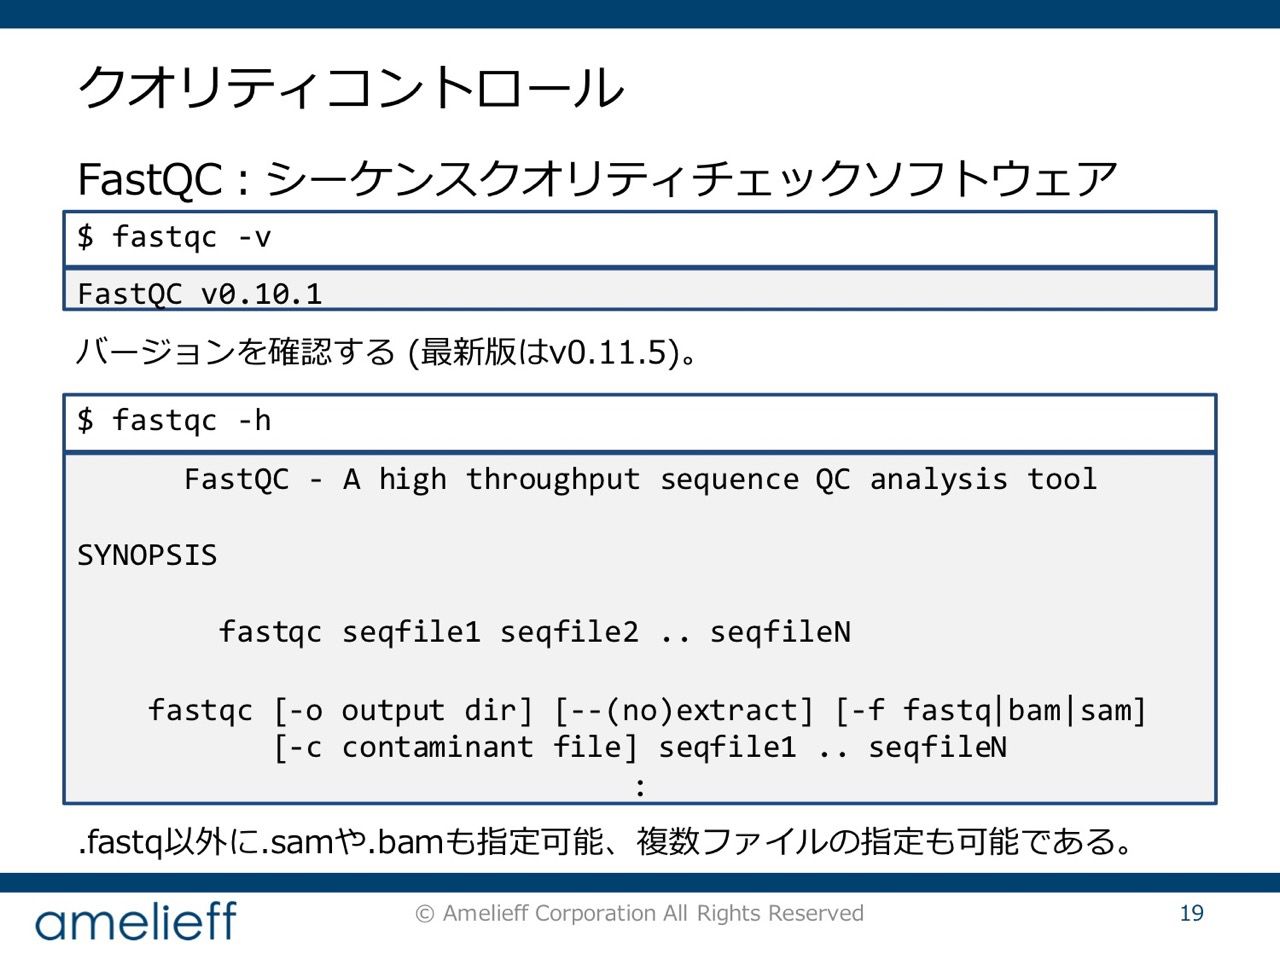 クオリティコントロール
FastQC：シーケンスクオリティチェックソフトウェア
$ fastqc -v
FastQC v0.10.1
バージョンを確認する (最新版はv0.11.5)。
$ fastqc -h
FastQC - A high throughput sequence QC analysis tool
SYNOPSIS
fastqc seqfile1 seqfile2 .. seqfileN
fastqc [-o output dir] [--(no)extract] [-f fastq|bam|sam]
[-c contaminant file] seqfile1 .. seqfileN
:
.fastq以外に.samや.bamも指定可能、複数ファイルの指定も可能である。
amelieff
© Amelieff Corporation All Rights Reserved
19